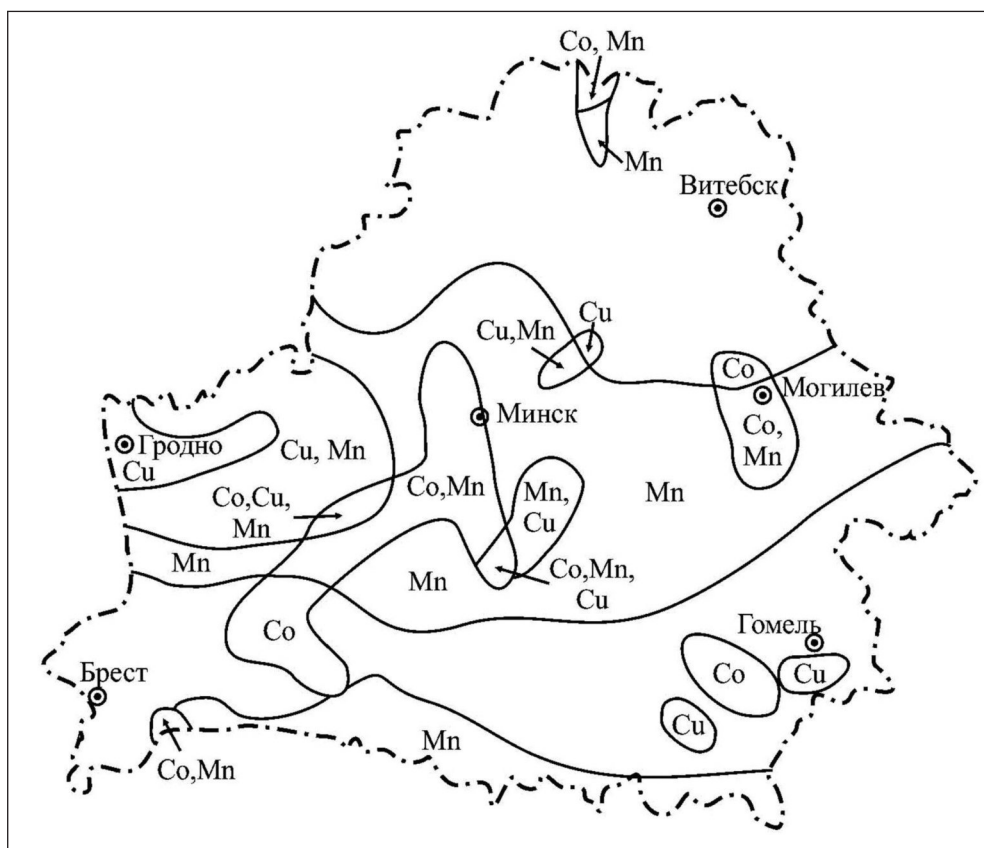 Co, Mn
Mn
Витебск
Cu
Cu,Mn
Co
Могилев
Минск
Гродно
Cu
Cu, Mn
Co,
Mn
Co,Cu,
Mn
Co,Mn
Mn,
Cu
Mn
Mn
Mn
Co,Mn,
Cu
Co
Гомель
Co
Cu
Брест
Cu
Mn
Co,Mn